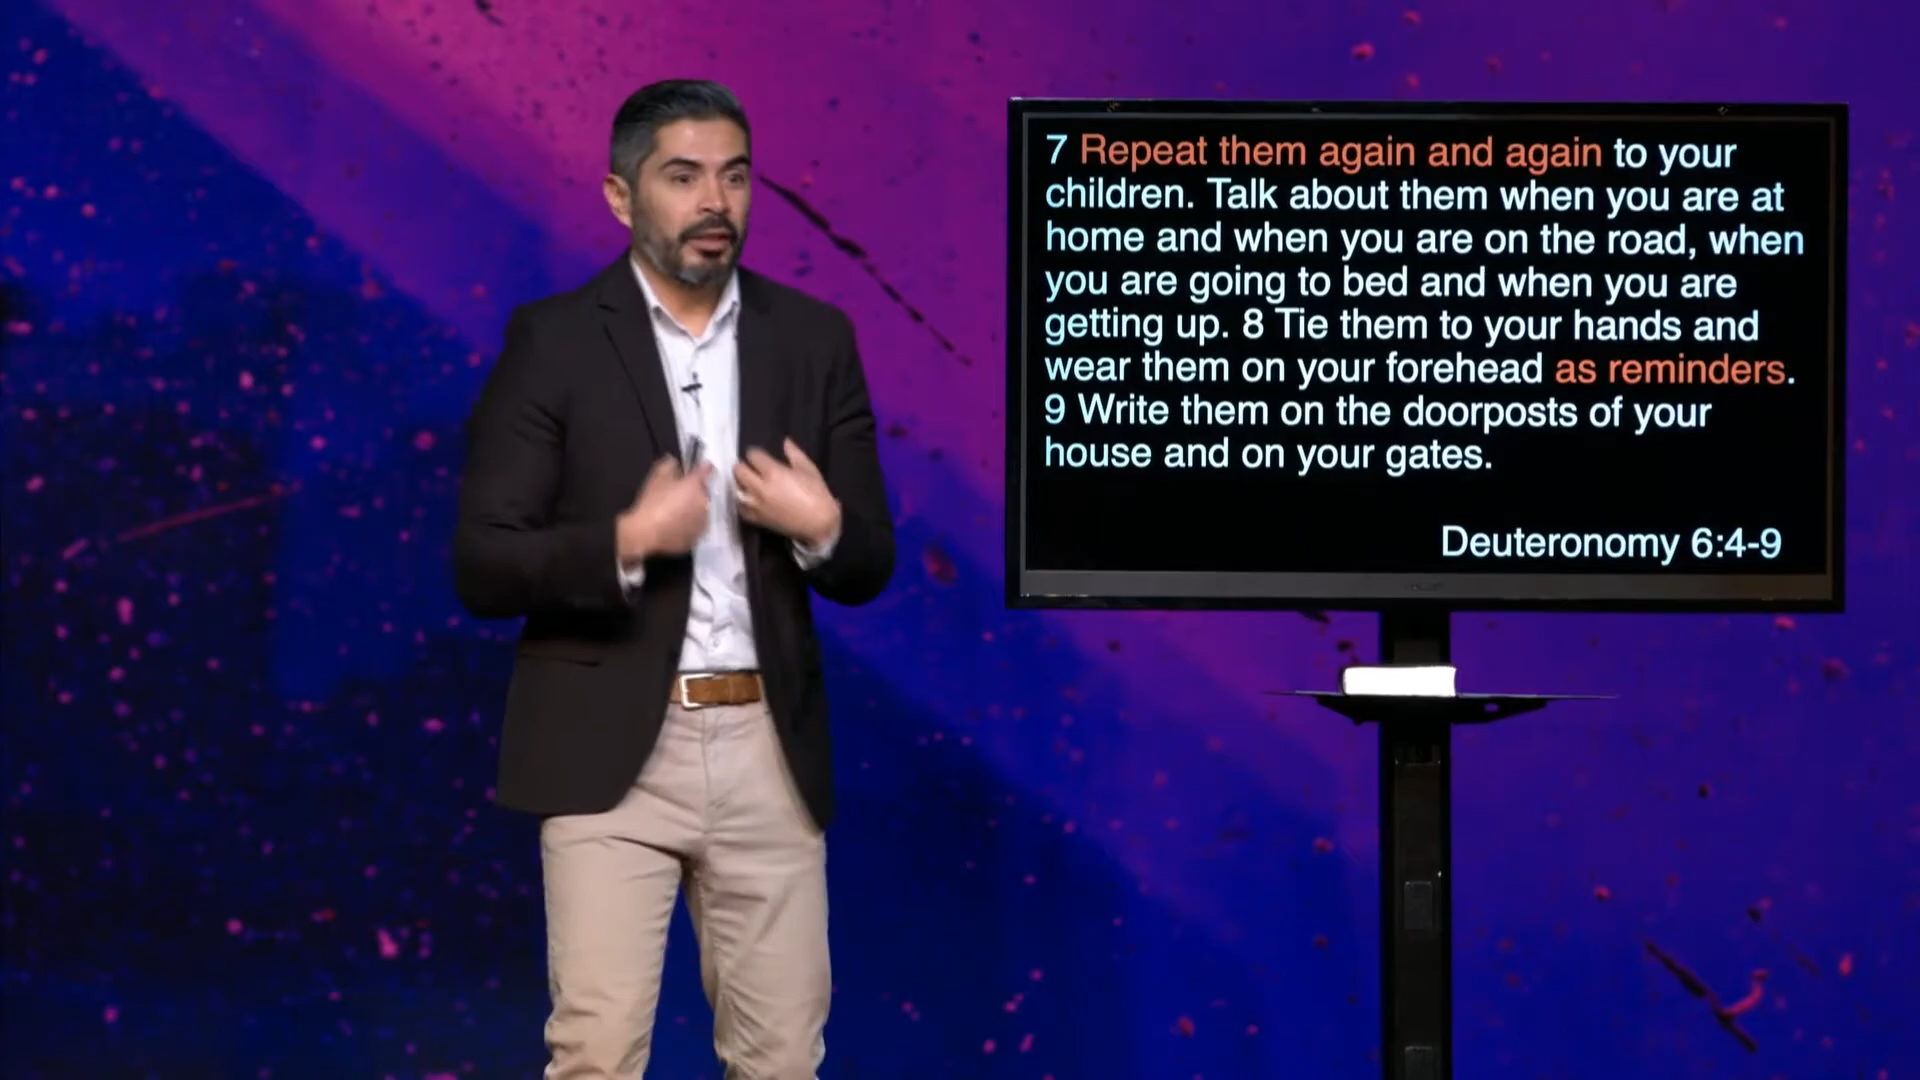 7 Repeat them again and again to your
children. Talk about them when you are at
home and when you are on the road, when
you are going to bed and when you are
getting up. 8 Tie them to your hands and
wear them on your forehead as reminders.
9 Write them on the doorposts of your
house and on your gates.
Deuteronomy 6:4-9